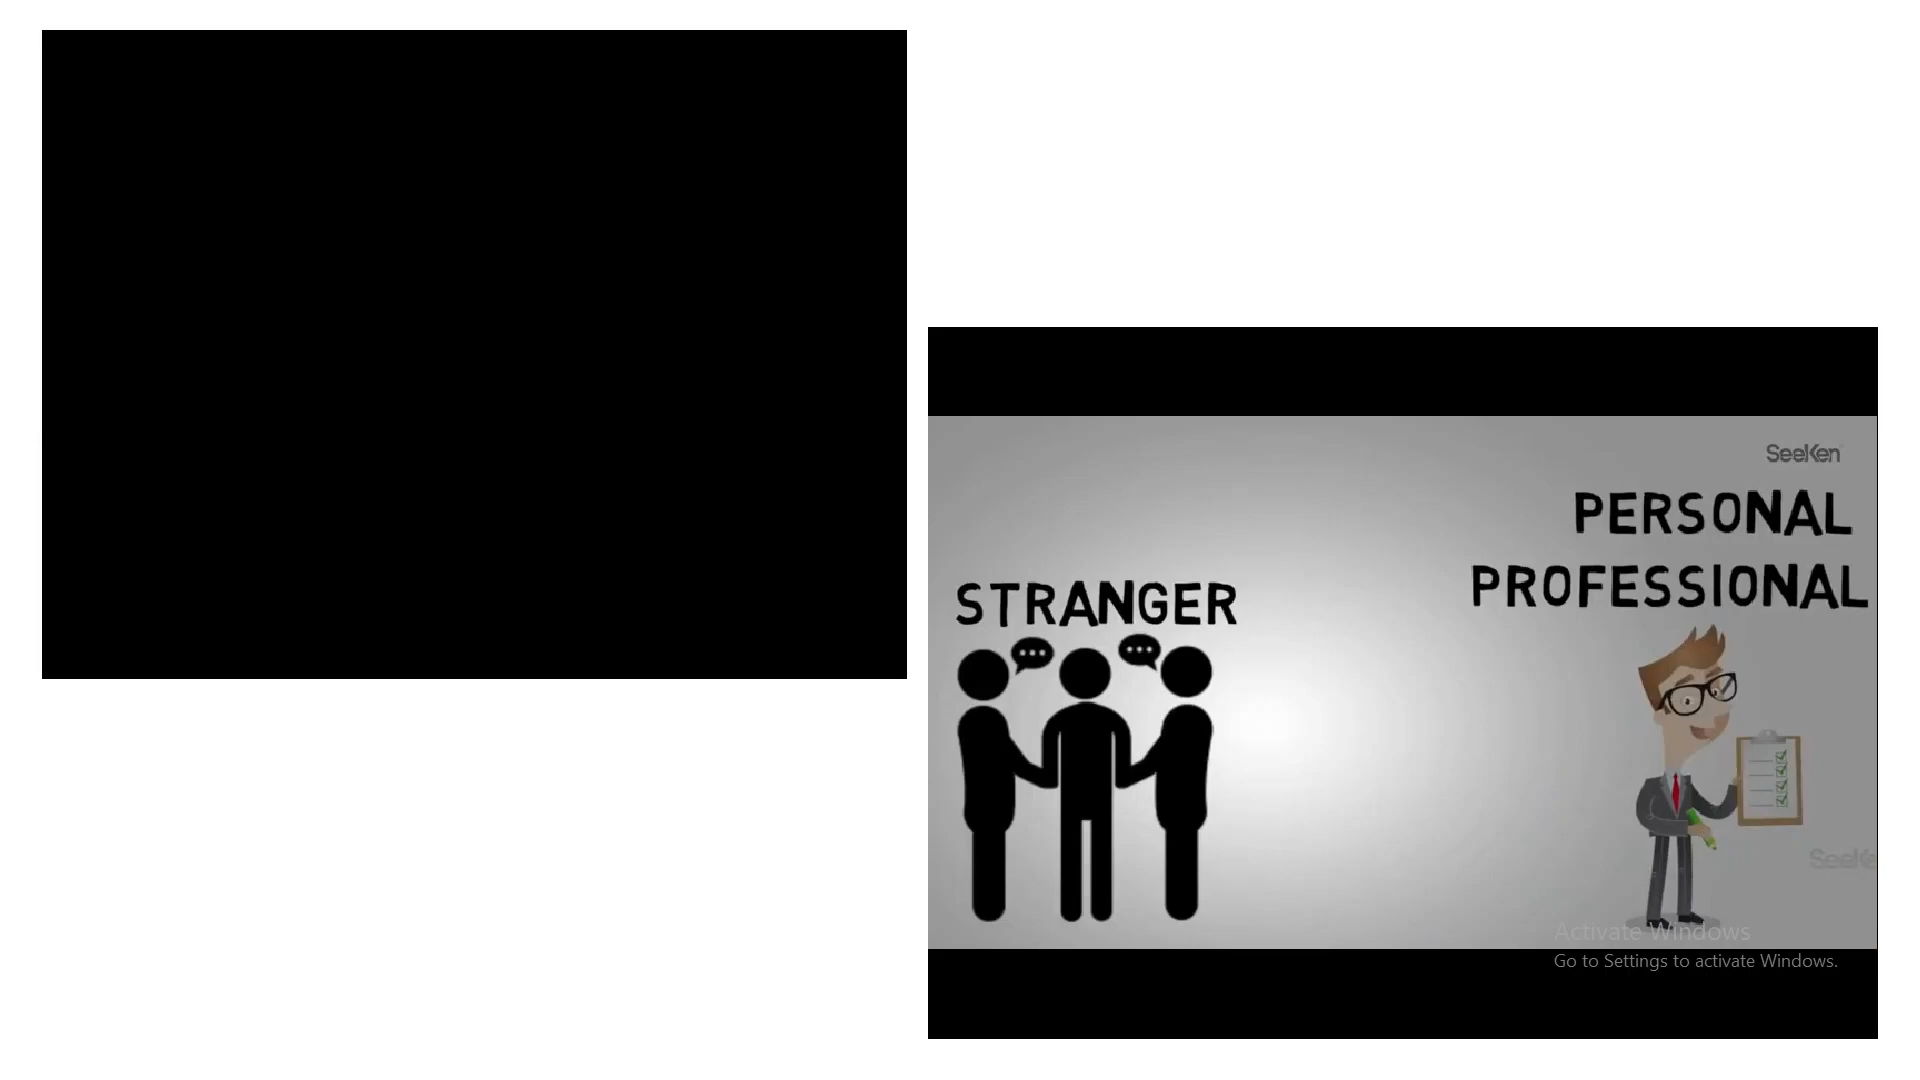 SeeKen
PERSONAL
PROFESSIONAL
STRANGER
Activate Windows
Go to Settings to activate Windows.